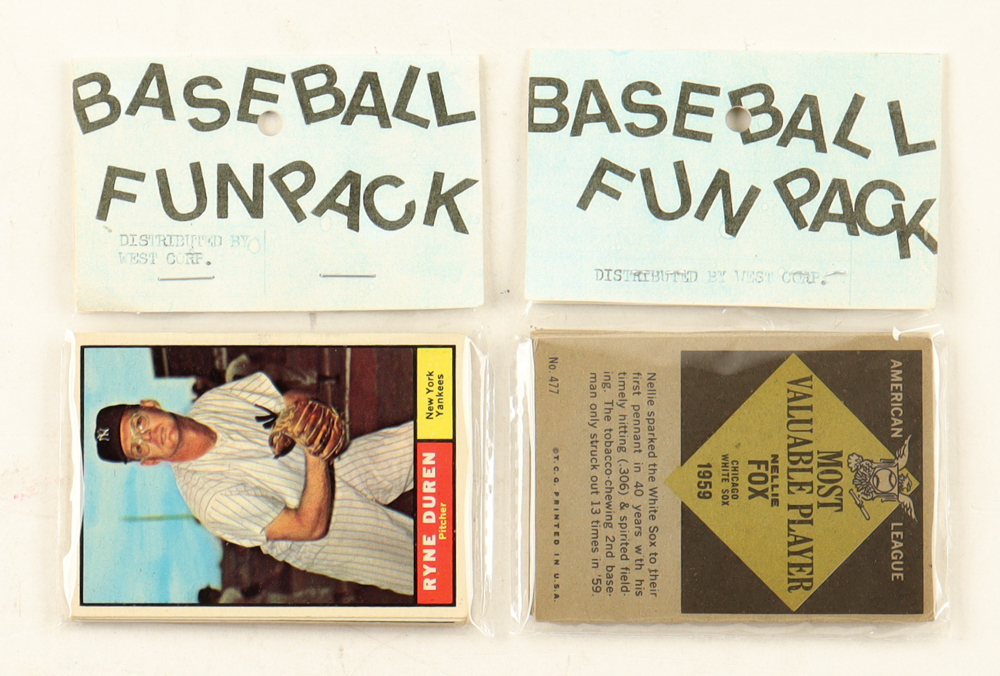 BASEBALL
FUN PACK
DISTRIBUTED BY
WEST CORP.
BASEBALL
FUN PACK
DISTRIBUTED BY WEST CORP.
NY
New York
Yankees
RYNE DUREN
Pitcher
AMERICAN LEAGUE
MOST
VALUABLE PLAYER
NELLIE
FOX
CHICAGO
WHITE SOX
1959
Nellie sparked the White Sox to their
first pennant in 40 years with his
timely hitting (.306) & spirited field-
ing. The tobacco-chewing 2nd base-
man only struck out 13 times in '59.
No. 477
©T.C.G. PRINTED IN U.S.A.